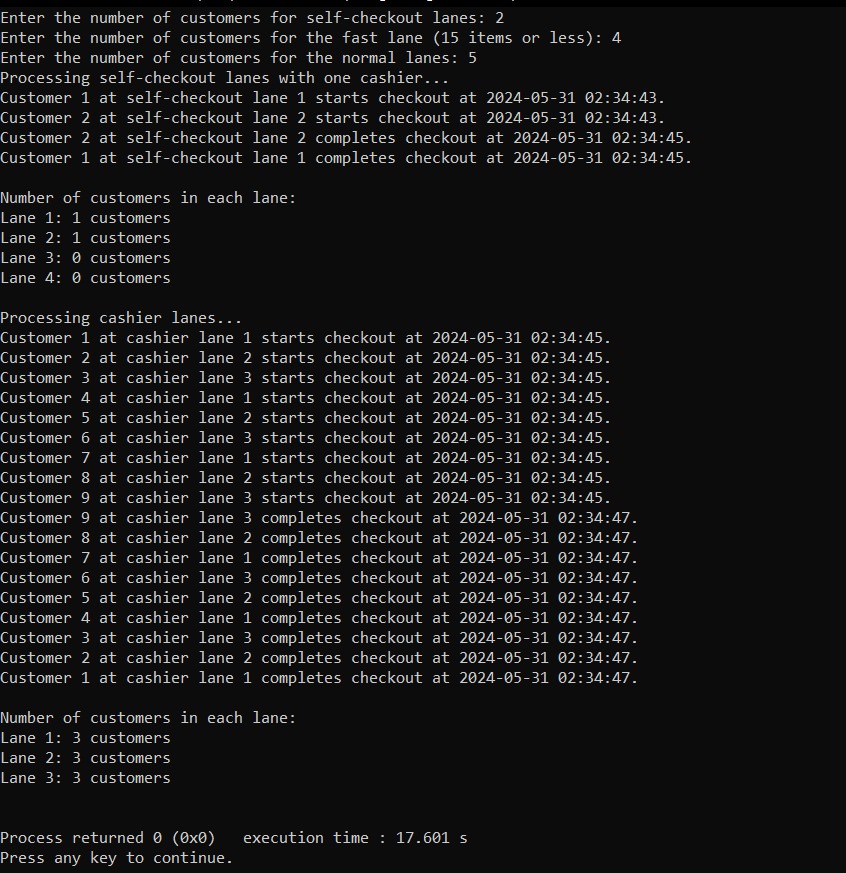 Enter the number of customers for self-checkout lanes: 2
Enter the number of customers for the fast lane (15 items or less): 4
Enter the number of customers for the normal lanes: 5
Processing self-checkout lanes with one cashier...
Customer 1 at self-checkout lane 1 starts checkout at 2024-05-31 02:34:43.
Customer 2 at self-checkout lane 2 starts checkout at 2024-05-31 02:34:43.
Customer 2 at self-checkout lane 2 completes checkout at 2024-05-31 02:34:45.
Customer 1 at self-checkout lane 1 completes checkout at 2024-05-31 02:34:45.

Number of customers in each lane:
Lane 1: 1 customers
Lane 2: 1 customers
Lane 3: 0 customers
Lane 4: 0 customers

Processing cashier lanes...
Customer 1 at cashier lane 1 starts checkout at 2024-05-31 02:34:45.
Customer 2 at cashier lane 2 starts checkout at 2024-05-31 02:34:45.
Customer 3 at cashier lane 3 starts checkout at 2024-05-31 02:34:45.
Customer 4 at cashier lane 1 starts checkout at 2024-05-31 02:34:45.
Customer 5 at cashier lane 2 starts checkout at 2024-05-31 02:34:45.
Customer 6 at cashier lane 3 starts checkout at 2024-05-31 02:34:45.
Customer 7 at cashier lane 1 starts checkout at 2024-05-31 02:34:45.
Customer 8 at cashier lane 2 starts checkout at 2024-05-31 02:34:45.
Customer 9 at cashier lane 3 starts checkout at 2024-05-31 02:34:45.
Customer 9 at cashier lane 3 completes checkout at 2024-05-31 02:34:47.
Customer 8 at cashier lane 2 completes checkout at 2024-05-31 02:34:47.
Customer 7 at cashier lane 1 completes checkout at 2024-05-31 02:34:47.
Customer 6 at cashier lane 3 completes checkout at 2024-05-31 02:34:47.
Customer 5 at cashier lane 2 completes checkout at 2024-05-31 02:34:47.
Customer 4 at cashier lane 1 completes checkout at 2024-05-31 02:34:47.
Customer 3 at cashier lane 3 completes checkout at 2024-05-31 02:34:47.
Customer 2 at cashier lane 2 completes checkout at 2024-05-31 02:34:47.
Customer 1 at cashier lane 1 completes checkout at 2024-05-31 02:34:47.

Number of customers in each lane:
Lane 1: 3 customers
Lane 2: 3 customers
Lane 3: 3 customers

Process returned 0 (0x0)   execution time : 17.601 s
Press any key to continue.